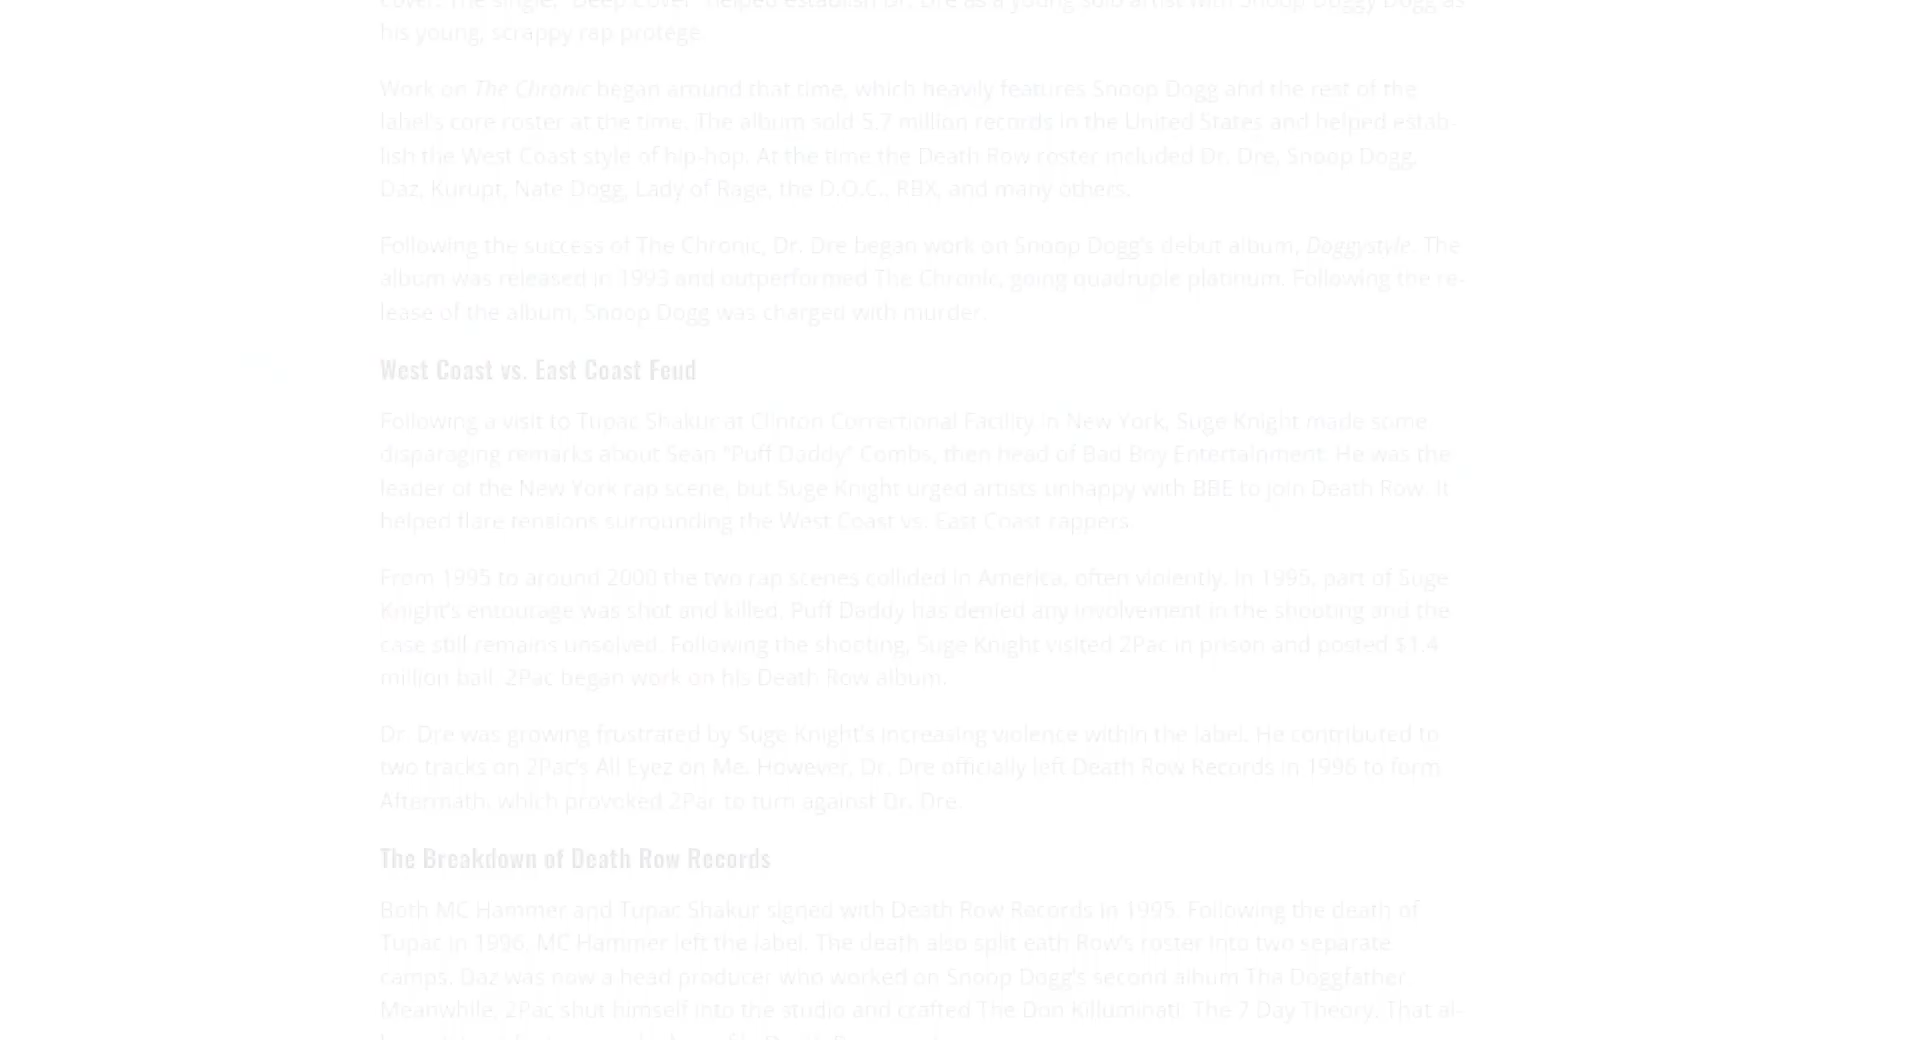 cover. The single, "Deep Cover" helped establish Dr. Dre as a young solo artist with Snoop Doggy Dogg as
his young, scrappy rap protégé.
Work on The Chronic began around that time, which heavily features Snoop Dogg and the rest of the
label's core roster at the time. The album sold 5.7 million records in the United States and helped estab-
lish the West Coast style of hip-hop. At the time the Death Row roster included Dr. Dre, Snoop Dogg,
Daz, Kurupt, Nate Dogg, Lady of Rage, the D.O.C., RBX, and many others.
Following the success of The Chronic, Dr. Dre began work on Snoop Dogg's debut album, Doggystyle. The
album was released in 1993 and outperformed The Chronic, going quadruple platinum. Following the re-
lease of the album, Snoop Dogg was charged with murder.
West Coast vs. East Coast Feud
Following a visit to Tupac Shakur at Clinton Correctional Facility in New York, Suge Knight made some
disparaging remarks about Sean "Puff Daddy" Combs, then head of Bad Boy Entertainment. He was the
leader of the New York rap scene, but Suge Knight urged artists unhappy with BBE to join Death Row. It
helped flare tensions surrounding the West Coast vs. East Coast rappers.
From 1995 to around 2000 the two rap scenes collided in America, often violently. In 1995, part of Suge
Knight's entourage was shot and killed. Puff Daddy has denied any involvement in the shooting and the
case still remains unsolved. Following the shooting, Suge Knight visited 2Pac in prison and posted $1.4
million bail. 2Pac began work on his Death Row album.
Dr. Dre was growing frustrated by Suge Knight's increasing violence within the label. He contributed to
two tracks on 2Pac's All Eyez on Me. However, Dr. Dre officially left Death Row Records in 1996 to form
Aftermath, which provoked 2Par to turn against Dr. Dre.
The Breakdown of Death Row Records
Both MC Hammer and Tupac Shakur signed with Death Row Records in 1995. Following the death of
Tupac in 1996, MC Hammer left the label. The death also split eath Row's roster into two separate
camps. Daz was now a head producer who worked on Snoop Dogg's second album Tha Doggfather
Meanwhile, 2Pac shut himself into the studio and crafted The Don Killuminati: The 7 Day Theory. That al-